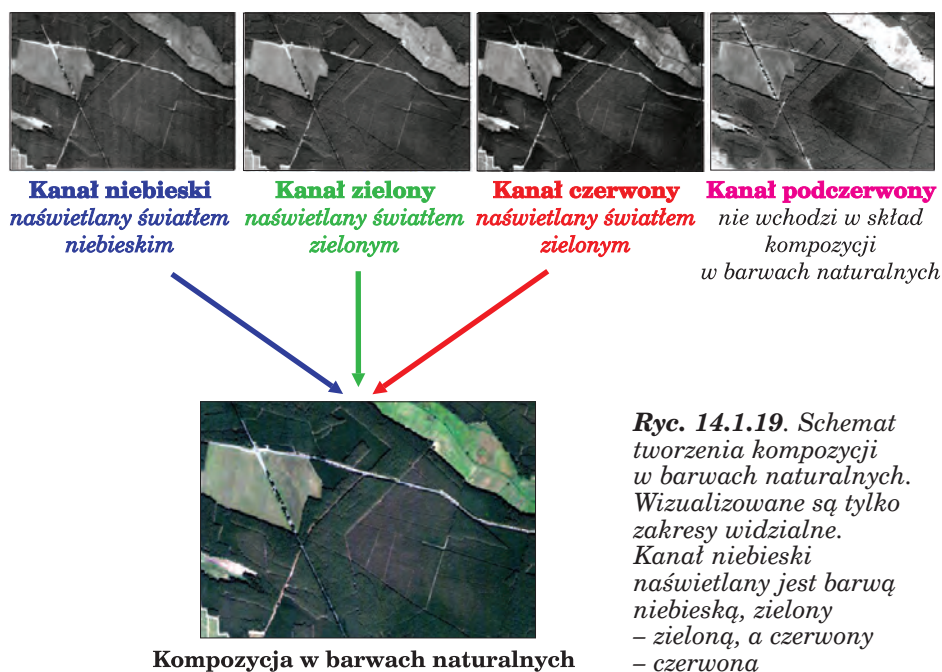 Kanał niebieski
naświetlany światłem
niebieskim
Kanał zielony
naświetlany światłem
zielonym
Kanał czerwony
naświetlany światłem
zielonym
Kanał podczerwony
nie wchodzi w skład
kompozycji
w barwach naturalnych
Kompozycja w barwach naturalnych
Ryc. 14.1.19. Schemat
tworzenia kompozycji
w barwach naturalnych.
Wizualizowane są tylko
zakresy widzialne.
Kanał niebieski
naświetlany jest barwą
niebieską, zielony
– zieloną, a czerwony
– czerwoną